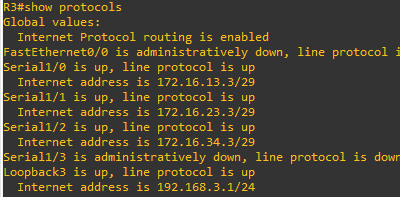 R3#show protocols
Global values:
  Internet Protocol routing is enabled
FastEthernet0/0 is administratively down, line protocol i
Serial1/0 is up, line protocol is up
  Internet address is 172.16.13.3/29
Serial1/1 is up, line protocol is up
  Internet address is 172.16.23.3/29
Serial1/2 is up, line protocol is up
  Internet address is 172.16.34.3/29
Serial1/3 is administratively down, line protocol is down
Loopback3 is up, line protocol is up
  Internet address is 192.168.3.1/24